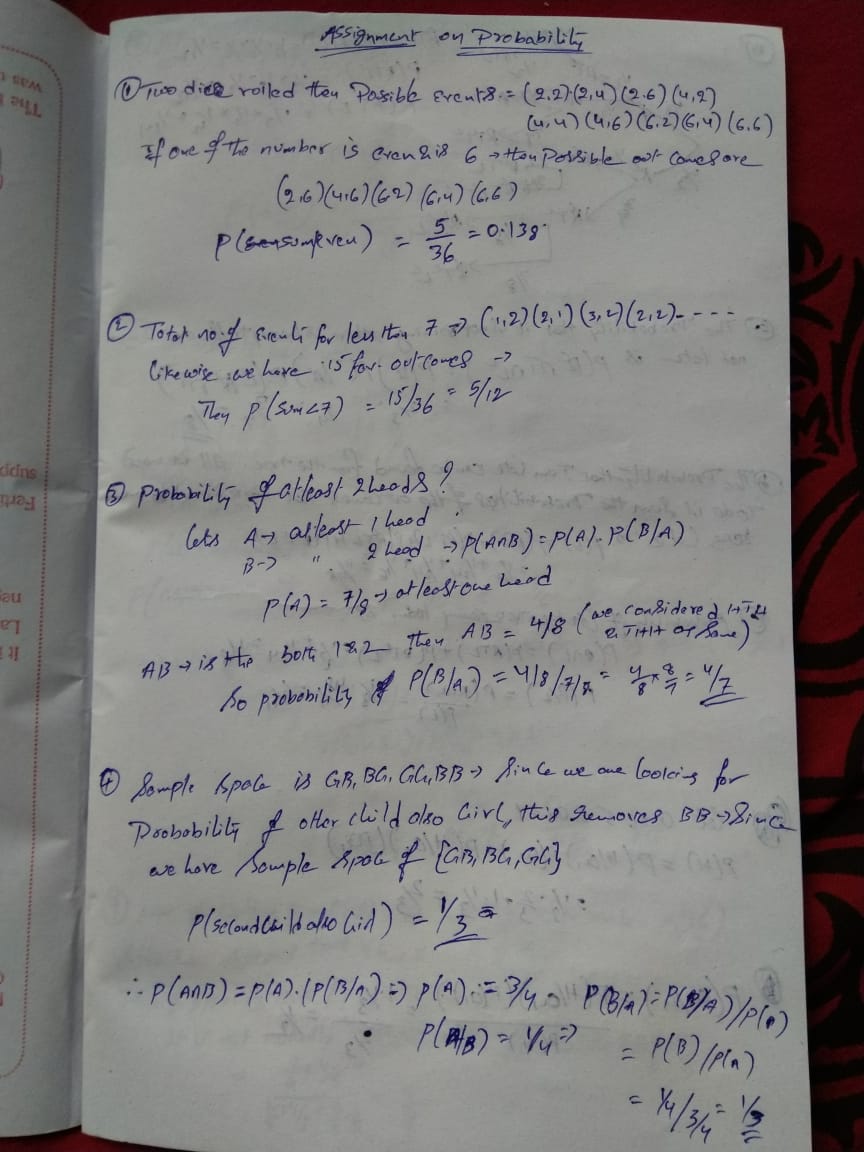 Assignment on Probability
① Two dice rolled then Possible Events = (2,2) (2,4) (2,6) (4,2)
(4,4) (4,6) (6,2) (6,4) (6,6)
If one of the number is even & is 6 → then possible out comes are
(2,6) (4,6) (6,2) (6,4) (6,6)
P( sum even) = 5/36 = 0.138
② Total no of Events for less than 7 ⇒ (1,2) (2,1) (3,2) (2,2) - - - - .
likewise we have 15 fav. outcomes →
Then P(sum<7) = 15/36 = 5/12
③ Probability of atleast 2 heads?
lets A → atleast 1 head
B → " 2 head → P(A∩B) = P(A). P(B/A)
P(A) = 7/8 → atleast one head
AB → is the both 1 & 2 then AB = 4/8 (we considered HTH
& THH as same)
So probability of P(B/A) = 4/8/7/8 = 4/8 × 8/7 = 4/7
④ Sample space is GB, BG, GG, BB → Since we are looking for
Probability of other child also Girl, this removes BB → Since
we have Sample space of {GB, BG, GG}
P(second child also Girl) = 1/3
∴ P(A∩B) = P(A).(P(B/A) ⇒ P(A) = 3/4 P(B/A) = P(B/A)/P(A)
P(A/B) = 1/4 ⇒ = P(B)/P(A)
= 1/4/3/4 = 1/3
was
The